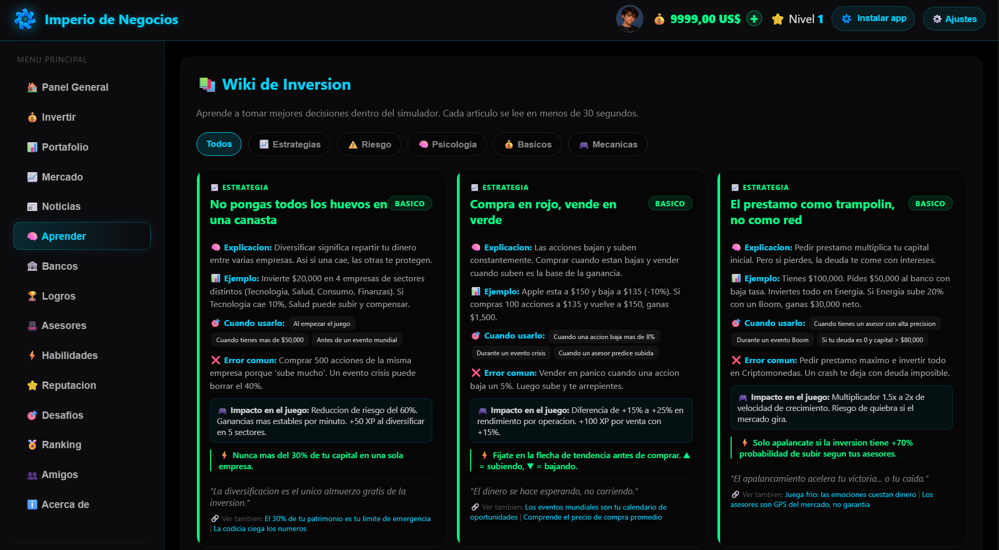 Imperio de Negocios
9999,00 US$ +
Nivel 1
Instalar app
Ajustes
MENU PRINCIPAL
Panel General
Invertir
Portafolio
Mercado
Noticias
Aprender
Bancos
Logros
Asesores
Habilidades
Reputacion
Desafios
Ranking
Amigos
Acerca de
Wiki de Inversion
Aprende a tomar mejores decisiones dentro del simulador. Cada articulo se lee en menos de 30 segundos.
Todos
Estrategias
Riesgo
Psicologia
Basicos
Mecanicas
ESTRATEGIA
No pongas todos los huevos en
una canasta
BASICO
Explicacion: Diversificar significa repartir tu dinero
entre varias empresas. Asi si una cae, las otras te protegen.
Ejemplo: Invierte $20,000 en 4 empresas de sectores
distintos (Tecnologia, Salud, Consumo, Finanzas). Si
Tecnologia cae 10%, Salud puede subir y compensar.
Cuando usarlo: Al empezar el juego
Cuando tienes mas de $50,000 Antes de un evento mundial
Error comun: Comprar 500 acciones de la misma
empresa porque 'sube mucho'. Un evento crisis puede
borrar el 40%.
Impacto en el juego: Reduccion de riesgo del 60%.
Ganancias mas estables por minuto. +50 XP al diversificar
en 5 sectores.
Nunca mas del 30% de tu capital en una sola
empresa.
"La diversificacion es el unico almuerzo gratis de la
inversion."
Ver tambien: El 30% de tu patrimonio es tu limite de emergencia
| La codicia ciega los numeros
ESTRATEGIA
Compra en rojo, vende en
verde
BASICO
Explicacion: Las acciones bajan y suben
constantemente. Comprar cuando estan bajas y vender
cuando suben es la base de la ganancia.
Ejemplo: Apple esta a $150 y baja a $135 (-10%). Si
compras 100 acciones a $135 y vuelve a $150, ganas
$1,500.
Cuando usarlo: Cuando una accion baja mas de 8%
Durante un evento crisis Cuando un asesor predice subida
Error comun: Vender en panico cuando una accion
baja un 5%. Luego sube y te arrepientes.
Impacto en el juego: Diferencia de +15% a +25% en
rendimiento por operacion. +100 XP por venta con
+15%.
Fijate en la flecha de tendencia antes de comprar. ▲
= subiendo, ▼ = bajando.
"El dinero se hace esperando, no corriendo."
Ver tambien: Los eventos mundiales son tu calendario de
oportunidades | Comprende el precio de compra promedio
ESTRATEGIA
El prestamo como trampolin,
no como red
BASICO
Explicacion: Pedir prestamo multiplica tu capital
inicial. Pero si pierdes, la deuda te come con intereses.
Ejemplo: Tienes $100,000. Pides $50,000 al banco con
baja tasa. Inviertes todo en Energia. Si Energia sube 20%
con un Boom, ganas $30,000 neto.
Cuando usarlo: Cuando tienes un asesor con alta precision
Durante un evento Boom Si tu deuda es 0 y capital > $80,000
Error comun: Pedir prestamo maximo e invertir todo
en Criptomonedas. Un crash te deja con deuda imposible.
Impacto en el juego: Multiplicador 1.5x a 2x de
velocidad de crecimiento. Riesgo de quiebra si el
mercado gira.
Solo apalancate si la inversion tiene +70%
probabilidad de subir segun tus asesores.
"El apalancamiento acelera tu victoria... o tu caida."
Ver tambien: Juega frio: las emociones cuestan dinero | Los
asesores son GPS del mercado, no garantia